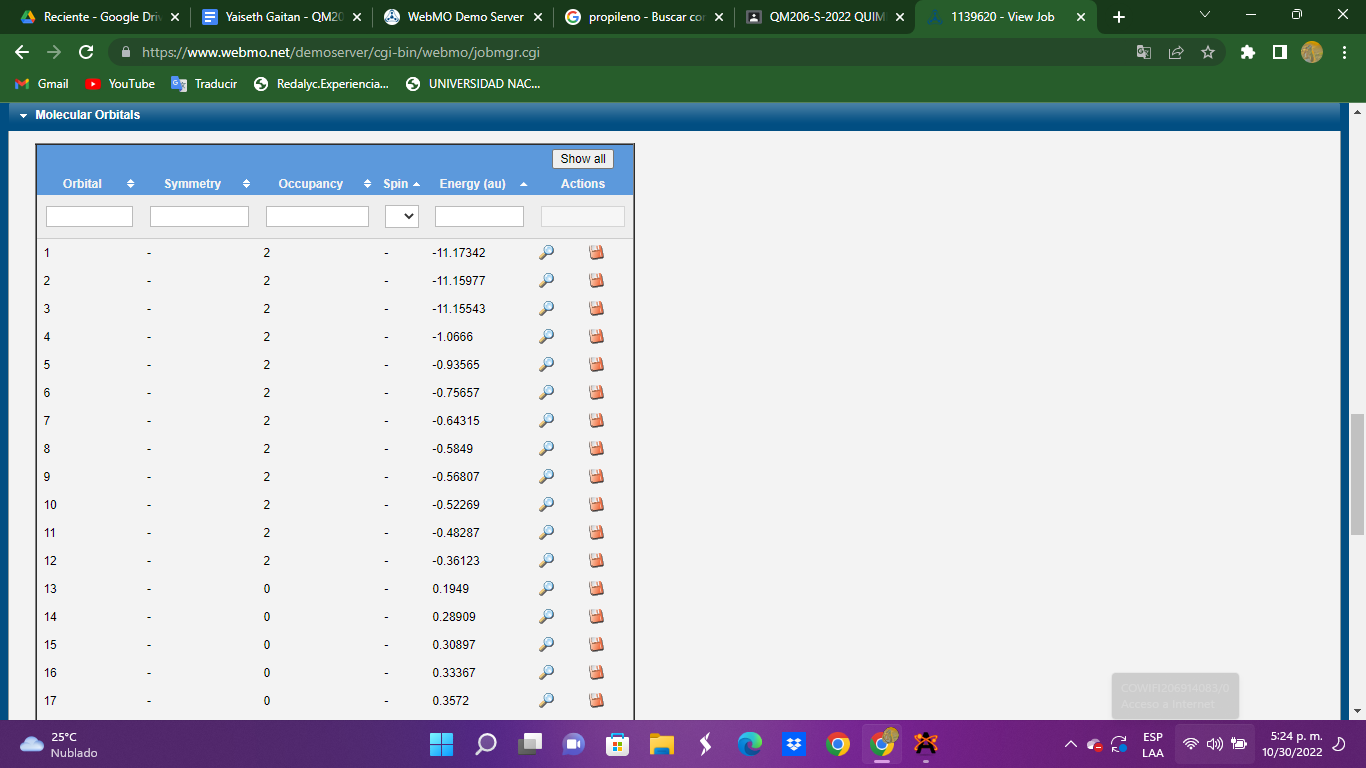 Reciente - Google Driv
Yaiseth Gaitan - QM20
WebMO Demo Server
propileno - Buscar co
QM206-S-2022 QUIM
1139620 - View Job
https://www.webmo.net/demoserver/cgi-bin/webmo/jobmgr.cgi
Gmail
YouTube
Traducir
Redalyc.Experiencia...
UNIVERSIDAD NAC...
Molecular Orbitals
Show all
Orbital Symmetry Occupancy Spin Energy (au) Actions
1 - 2 - -11.17342
2 - 2 - -11.15977
3 - 2 - -11.15543
4 - 2 - -1.0666
5 - 2 - -0.93565
6 - 2 - -0.75657
7 - 2 - -0.64315
8 - 2 - -0.5849
9 - 2 - -0.56807
10 - 2 - -0.52269
11 - 2 - -0.48287
12 - 2 - -0.36123
13 - 0 - 0.1949
14 - 0 - 0.28909
15 - 0 - 0.30897
16 - 0 - 0.33367
17 - 0 - 0.3572
Acceso a Internet
25°C
Nublado
ESP
LAA
5:24 p. m.
10/30/2022